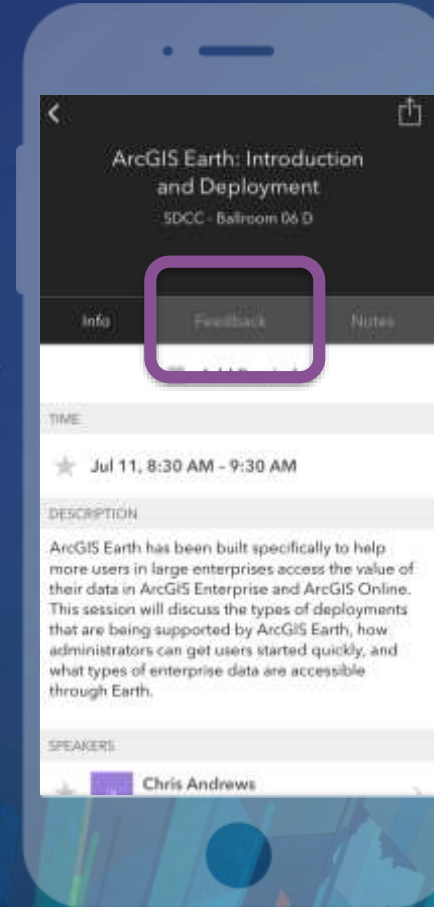 ArcGIS Earth: Introduction
and Deployment
SDCC - Ballroom 06 D
Info Feedback Notes
TIME
Jul 11, 8:30 AM - 9:30 AM
DESCRIPTION
ArcGIS Earth has been built specifically to help
more users in large enterprises access the value of
their data in ArcGIS Enterprise and ArcGIS Online.
This session will discuss the types of deployments
that are being supported by ArcGIS Earth, how
administrators can get users started quickly, and
what types of enterprise data are accessible
through Earth.
SPEAKERS
Chris Andrews